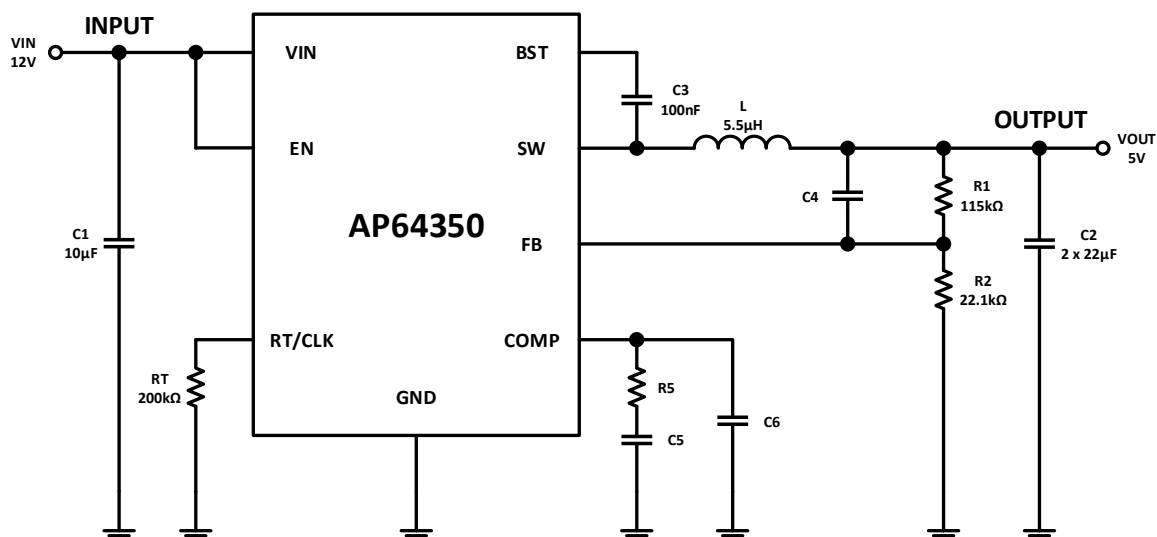 INPUT
VIN
12V
VIN
BST
C3
100nF
L
5.5µH
OUTPUT
VOUT
5V
EN
SW
C4
R1
115kΩ
AP64350
C1
10µF
FB
C2
2 x 22µF
R2
22.1kΩ
RT/CLK
COMP
RT
200kΩ
GND
R5
C5
C6